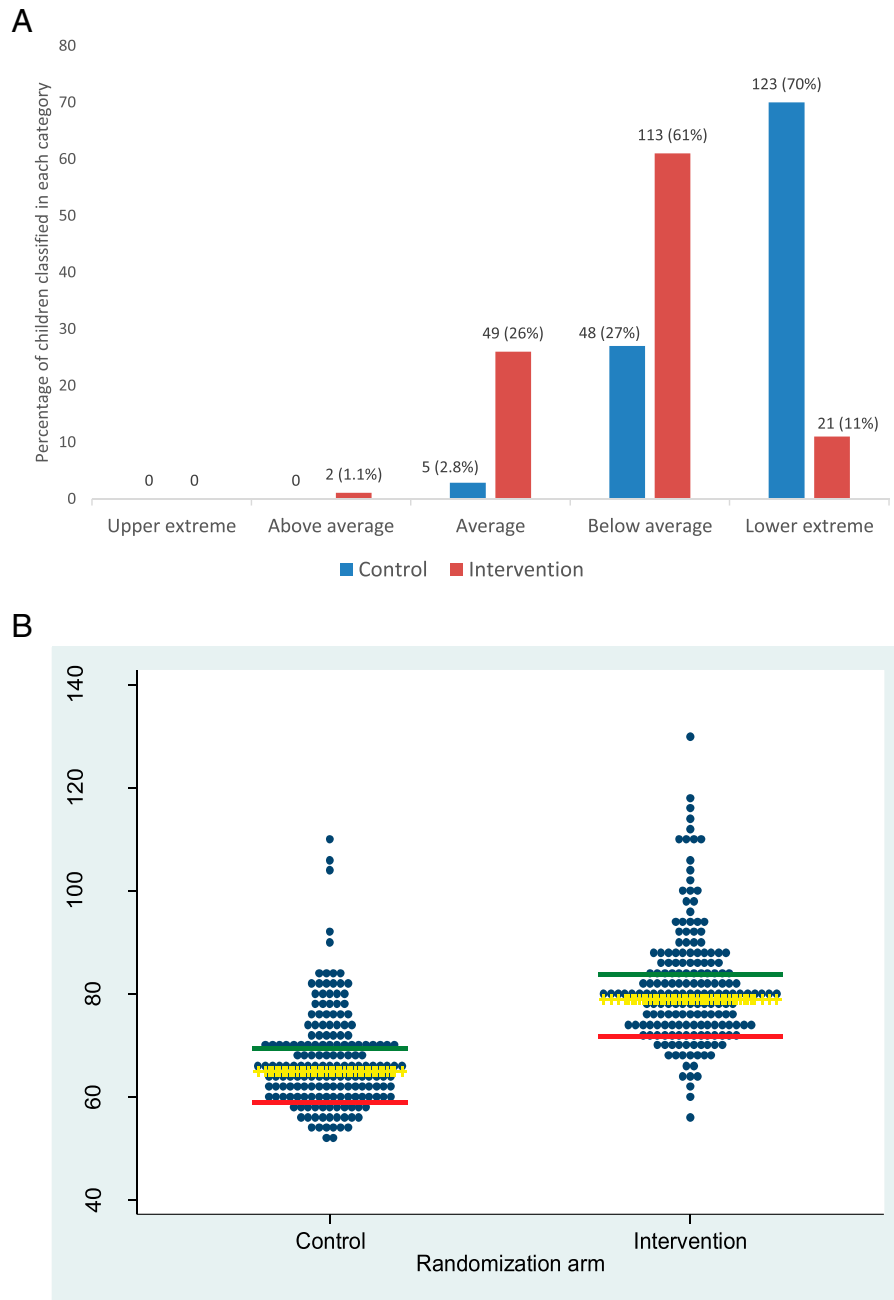 A
Percentage of children classified in each category
80
70
60
50
40
30
20
10
0
0
0
0
2 (1.1%)
5 (2.8%)
49 (26%)
48 (27%)
113 (61%)
123 (70%)
21 (11%)
Upper extreme
Above average
Average
Below average
Lower extreme
Control
Intervention
B
140
120
100
80
60
40
Control
Intervention
Randomization arm